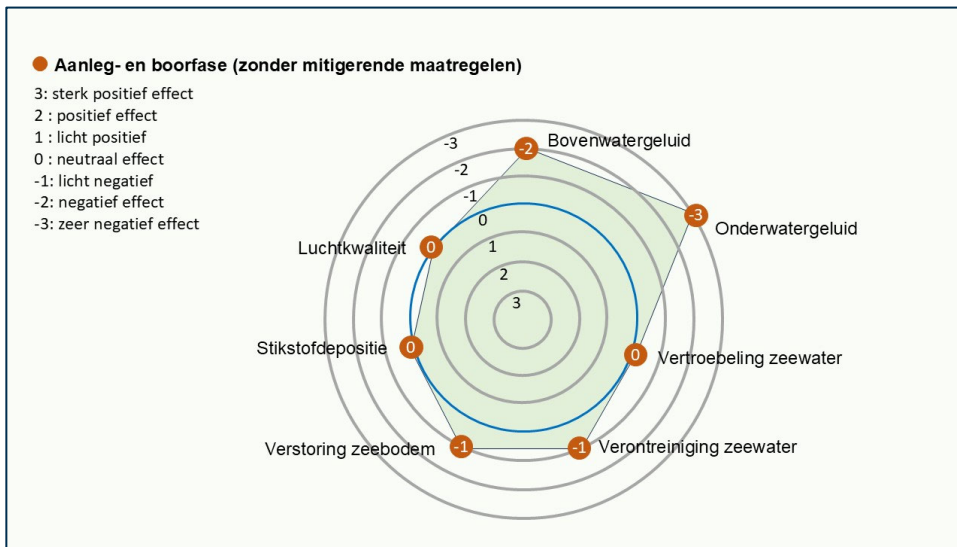 Aanleg- en boorfase (zonder mitigerende maatregelen)
3: sterk positief effect
2 : positief effect
1 : licht positief
0 : neutraal effect
-1: licht negatief
-2: negatief effect
-3: zeer negatief effect
-3
-2
-1
0
1
2
3
-2 Bovenwatergeluid
-3 Onderwatergeluid
0 Vertroebeling zeewater
-1 Verontreiniging zeewater
Verstoring zeebodem -1
Stikstofdepositie 0
Luchtkwaliteit 0